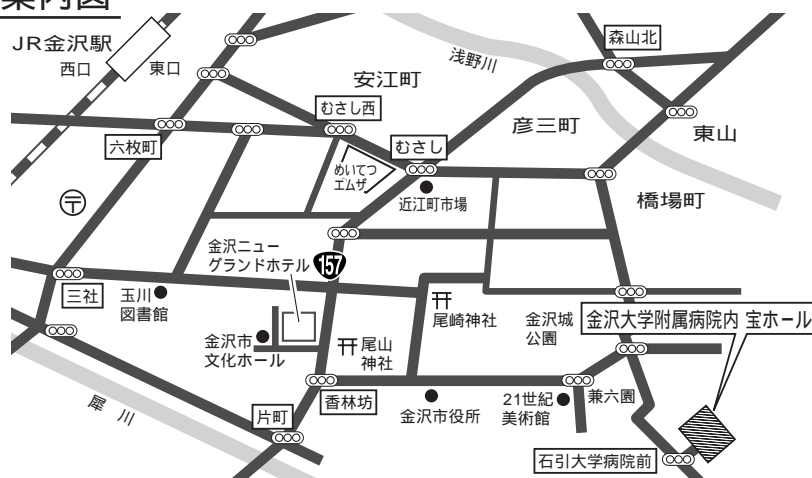 案内図
JR金沢駅
西口
東口
安江町
浅野川
森山北
むさし西
六枚町
むさし
彦三町
東山
めいてつ
エムザ
近江町市場
橋場町
〒
金沢ニュー
グランドホテル
157
三社
玉川
図書館
尾崎神社
金沢城
公園
金沢大学附属病院内 宝ホール
金沢市
文化ホール
尾山
神社
香林坊
金沢市役所
21世紀
美術館
兼六園
犀川
片町
石引大学病院前